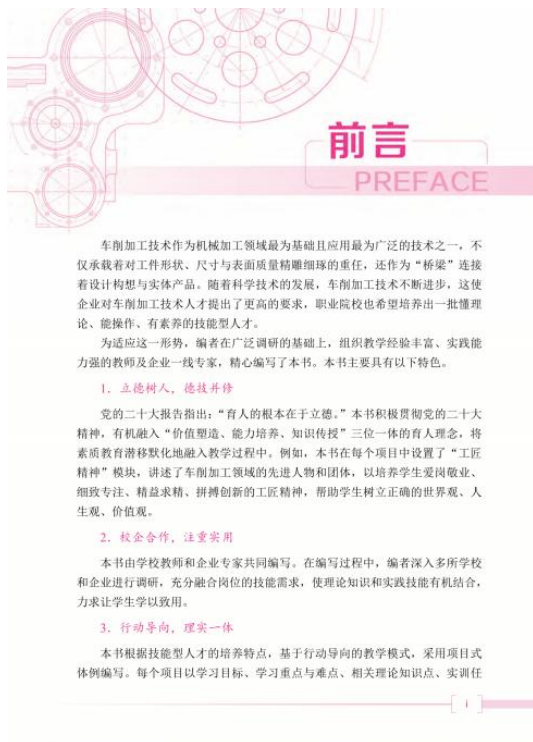 前言
PREFACE
车削加工技术作为机械加工领域最为基础且应用最为广泛的技术之一，不
仅承载着对工件形状、尺寸与表面质量精雕细琢的重任，还作为“桥梁”连接
着设计构想与实体产品。随着科学技术的发展，车削加工技术不断进步，这使
企业对车削加工技术人才提出了更高的要求，职业院校也希望培养出一批懂理
论、能操作、有素养的技能型人才。
为适应这一形势，编者在广泛调研的基础上，组织教学经验丰富、实践能
力强的教师及企业一线专家，精心编写了本书。本书主要具有以下特色。
1．立德树人，德技并修
党的二十大报告指出：“育人的根本在于立德。”本书积极贯彻党的二十大
精神，有机融入“价值塑造、能力培养、知识传授”三位一体的育人理念，将
素质教育潜移默化地融入教学过程中。例如，本书在每个项目中设置了“工匠
精神”模块，讲述了车削加工领域的先进人物和团体，以培养学生爱岗敬业、
细致专注、精益求精、拼搏创新的工匠精神，帮助学生树立正确的世界观、人
生观、价值观。
2．校企合作，注重实用
本书由学校教师和企业专家共同编写。在编写过程中，编者深入多所学校
和企业进行调研，充分融合岗位的技能需求，使理论知识和实践技能有机结合，
力求让学生学以致用。
3．行动导向，理实一体
本书根据技能型人才的培养特点，基于行动导向的教学模式，采用项目式
体例编写。每个项目以学习目标、学习重点与难点、相关理论知识点、实训任
i